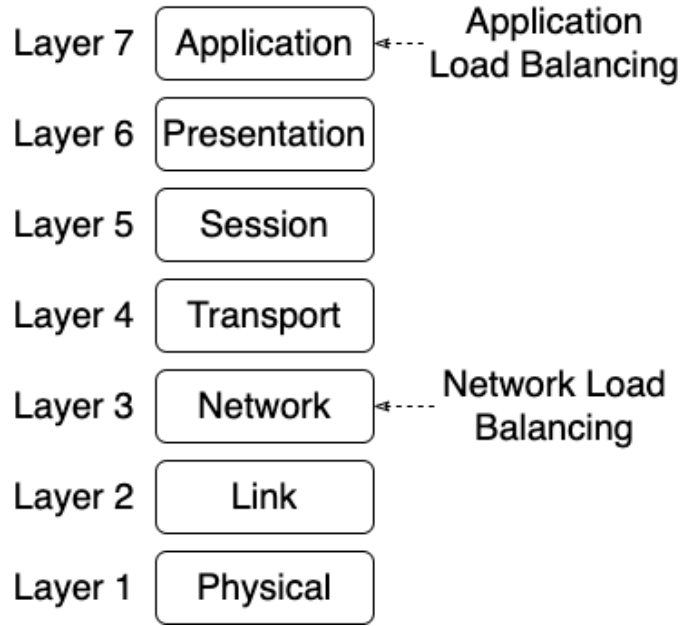 Layer 7 Application Application
Load Balancing
Layer 6 Presentation
Layer 5 Session
Layer 4 Transport
Layer 3 Network Network Load
Balancing
Layer 2 Link
Layer 1 Physical